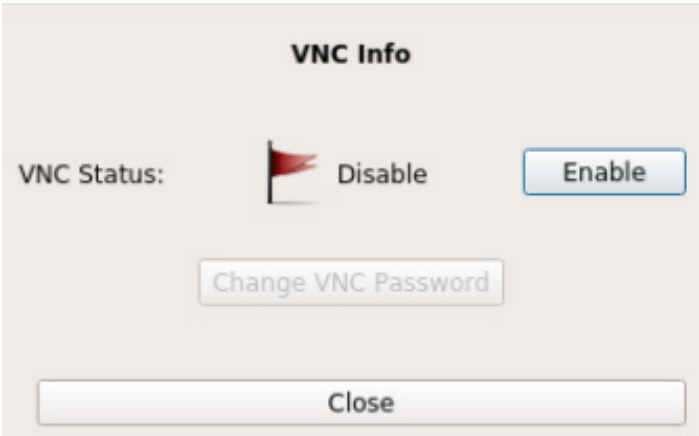 VNC Info
VNC Status: Disable Enable
Change VNC Password
Close